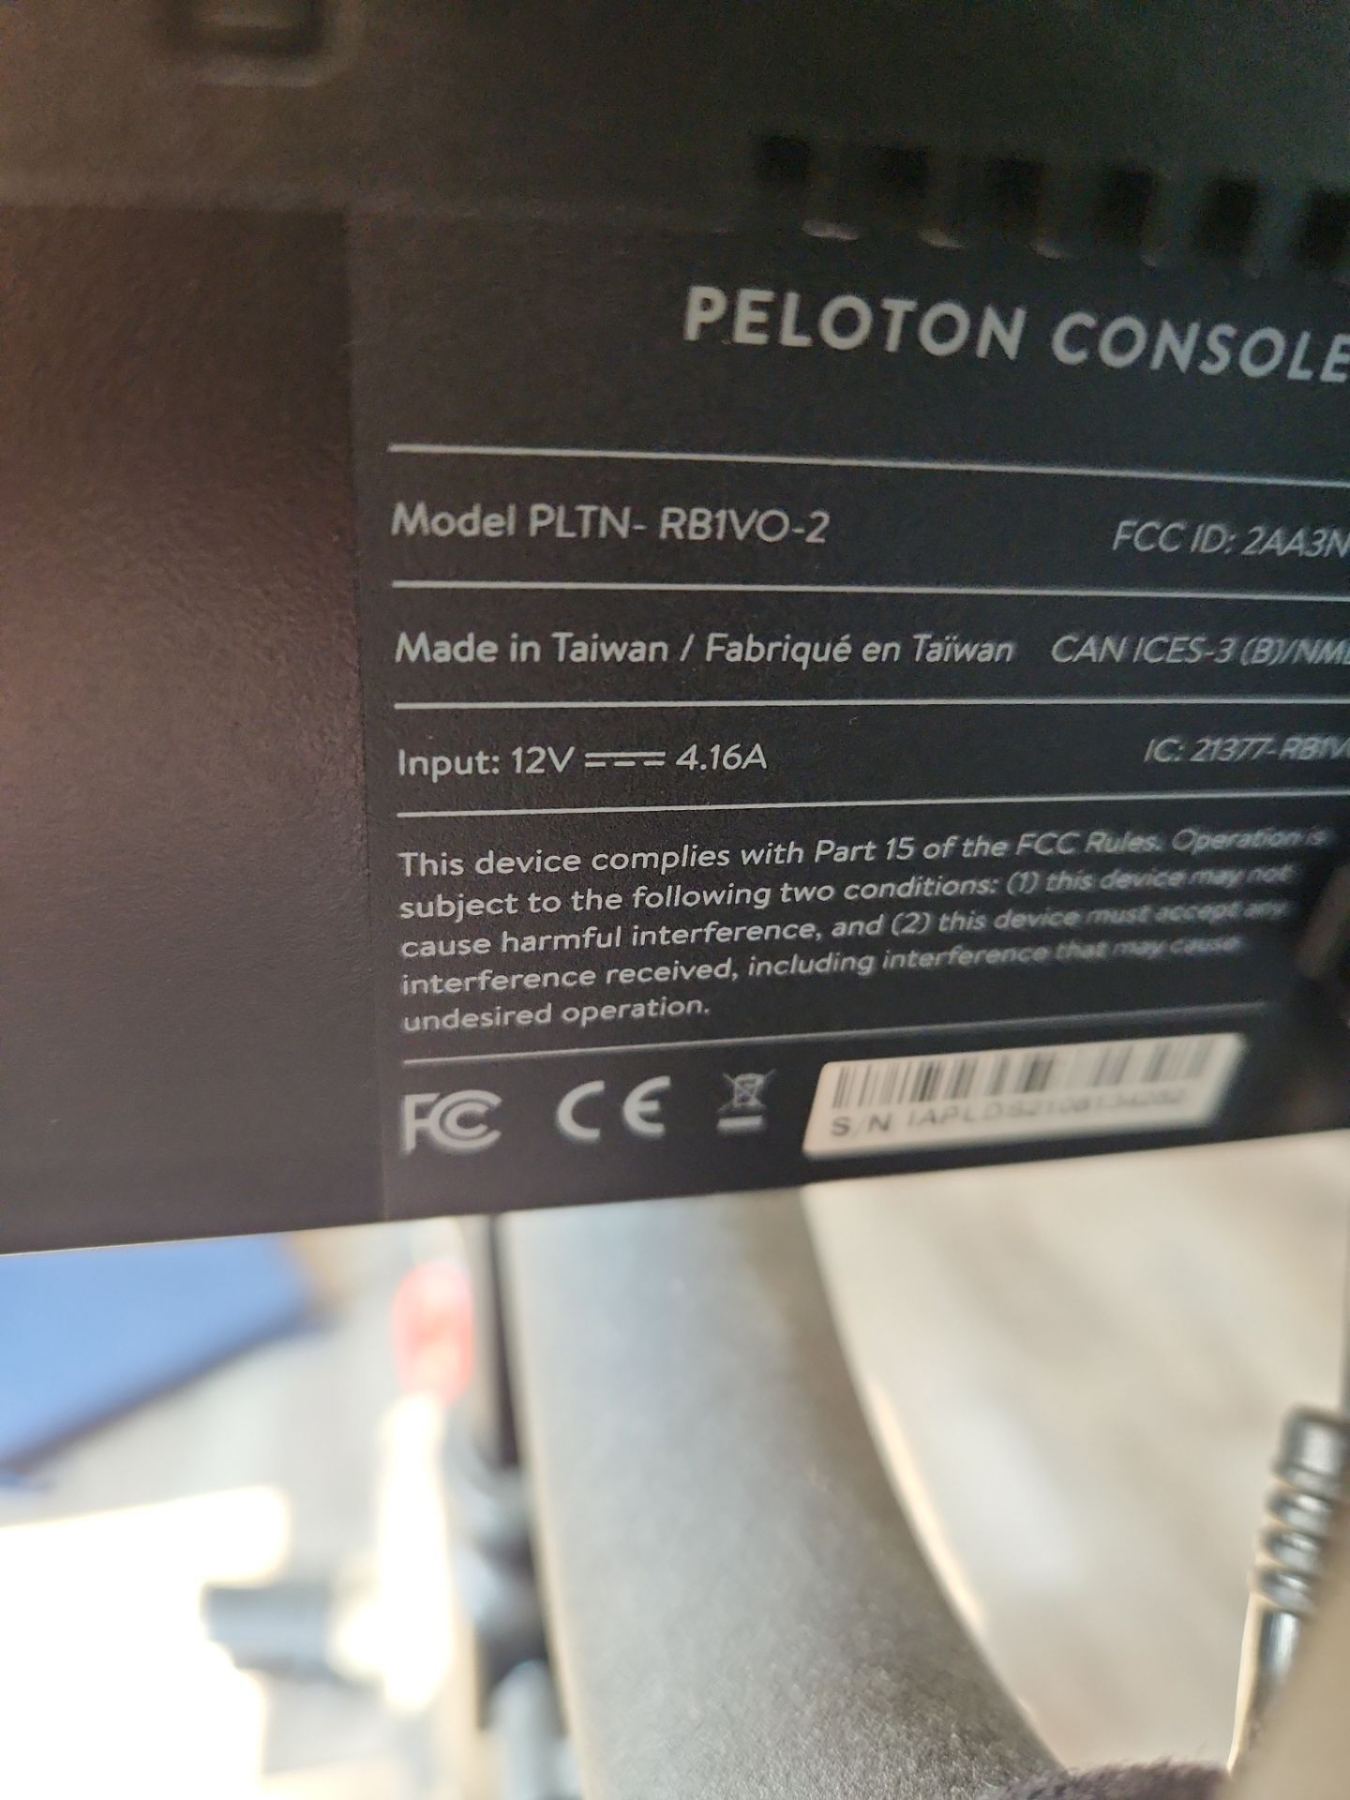 PELOTON CONSOLE
Model PLTN- RB1VO-2 FCC ID: 2AA3N
Made in Taiwan / Fabriqué en Taïwan CAN ICES-3 (B)/NM
Input: 12V 4.16A IC: 21377-RB1V
This device complies with Part 15 of the FCC Rules. Operation is
subject to the following two conditions: (1) this device may not
cause harmful interference, and (2) this device must accept any
interference received, including interference that may cause
undesired operation.
FC CE
S/N